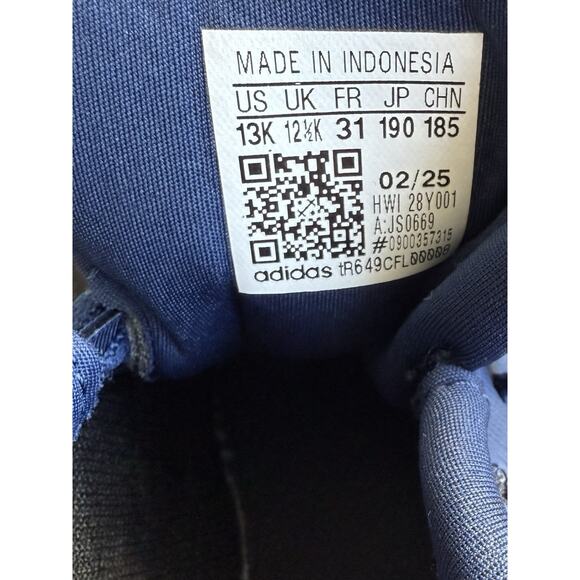 MADE IN INDONESIA
US UK FR JP CHN
13K 12½K 31 190 185
02/25
HWI 28Y001
A:JS0669
#0900357315
adidas tR649CFL00008